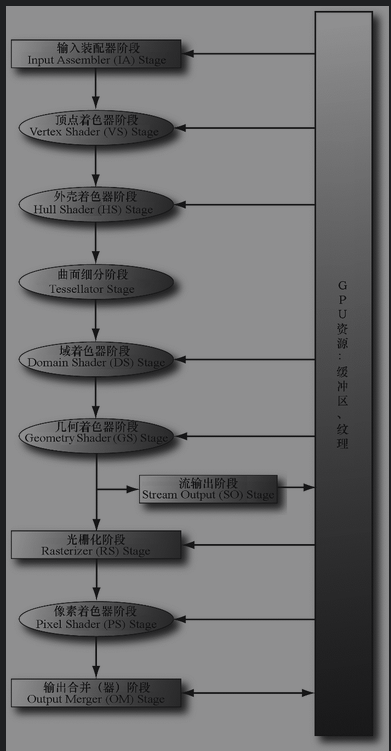 输入装配器阶段
Input Assembler (IA) Stage
顶点着色器阶段
Vertex Shader (VS) Stage
外壳着色器阶段
Hull Shader (HS) Stage
曲面细分阶段
Tessellator Stage
域着色器阶段
Domain Shader (DS) Stage
几何着色器阶段
Geometry Shader (GS) Stage
流输出阶段
Stream Output (SO) Stage
光栅化阶段
Rasterizer (RS) Stage
像素着色器阶段
Pixel Shader (PS) Stage
输出合并（器）阶段
Output Merger (OM) Stage
GPU资源：缓冲区、纹理